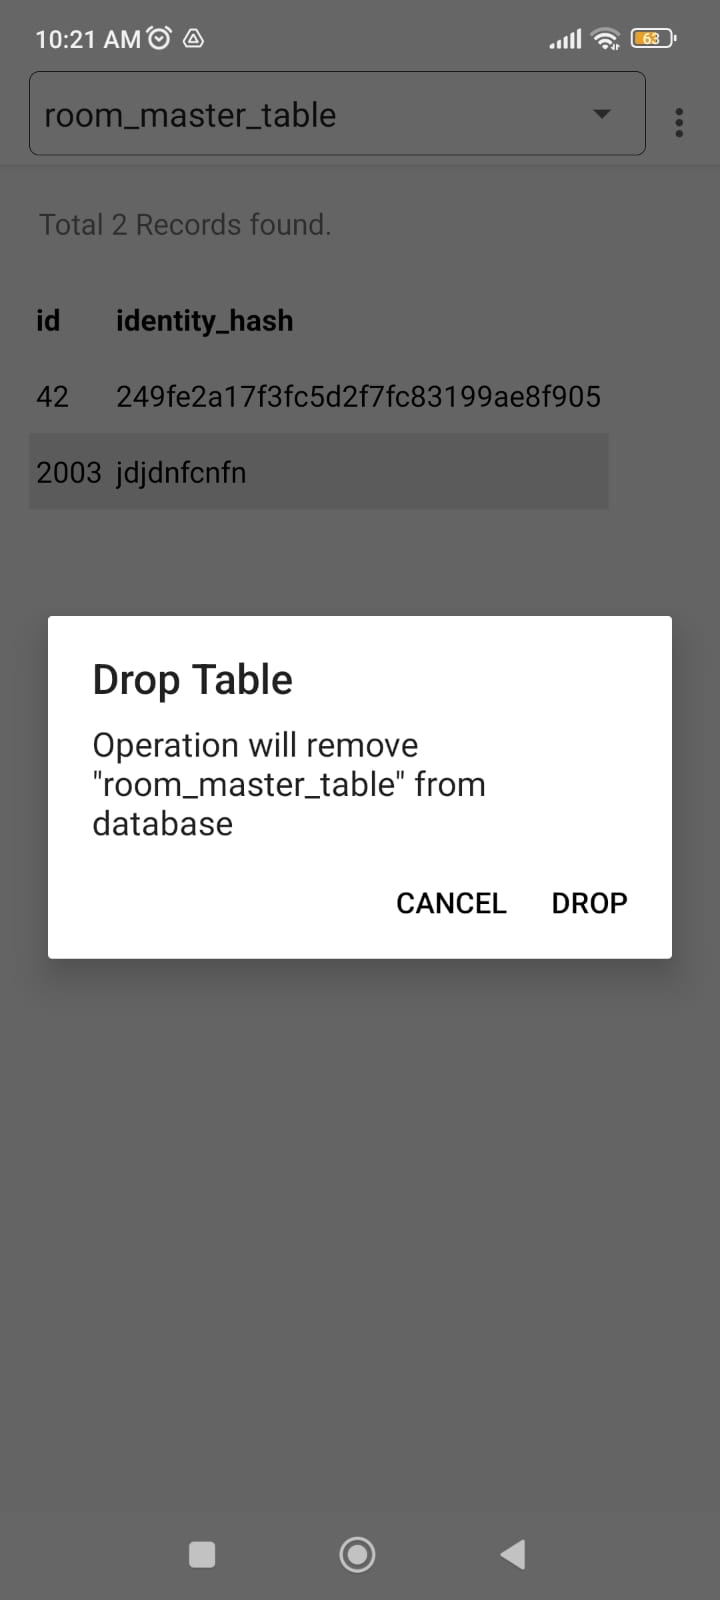 10:21 AM
63
room_master_table
Total 2 Records found.
id identity_hash
42 249fe2a17f3fc5d2f7fc83199ae8f905
2003 jdjdnfcnfn
Drop Table
Operation will remove
"room_master_table" from
database
CANCEL DROP